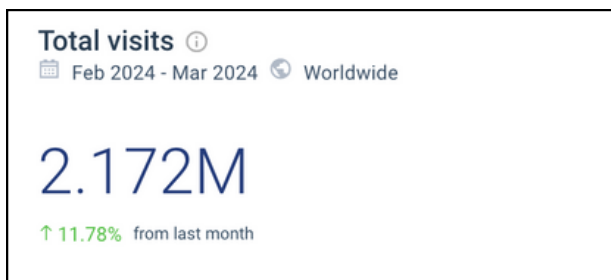 Total visits
Feb 2024 - Mar 2024 Worldwide
2.172M
↑ 11.78% from last month